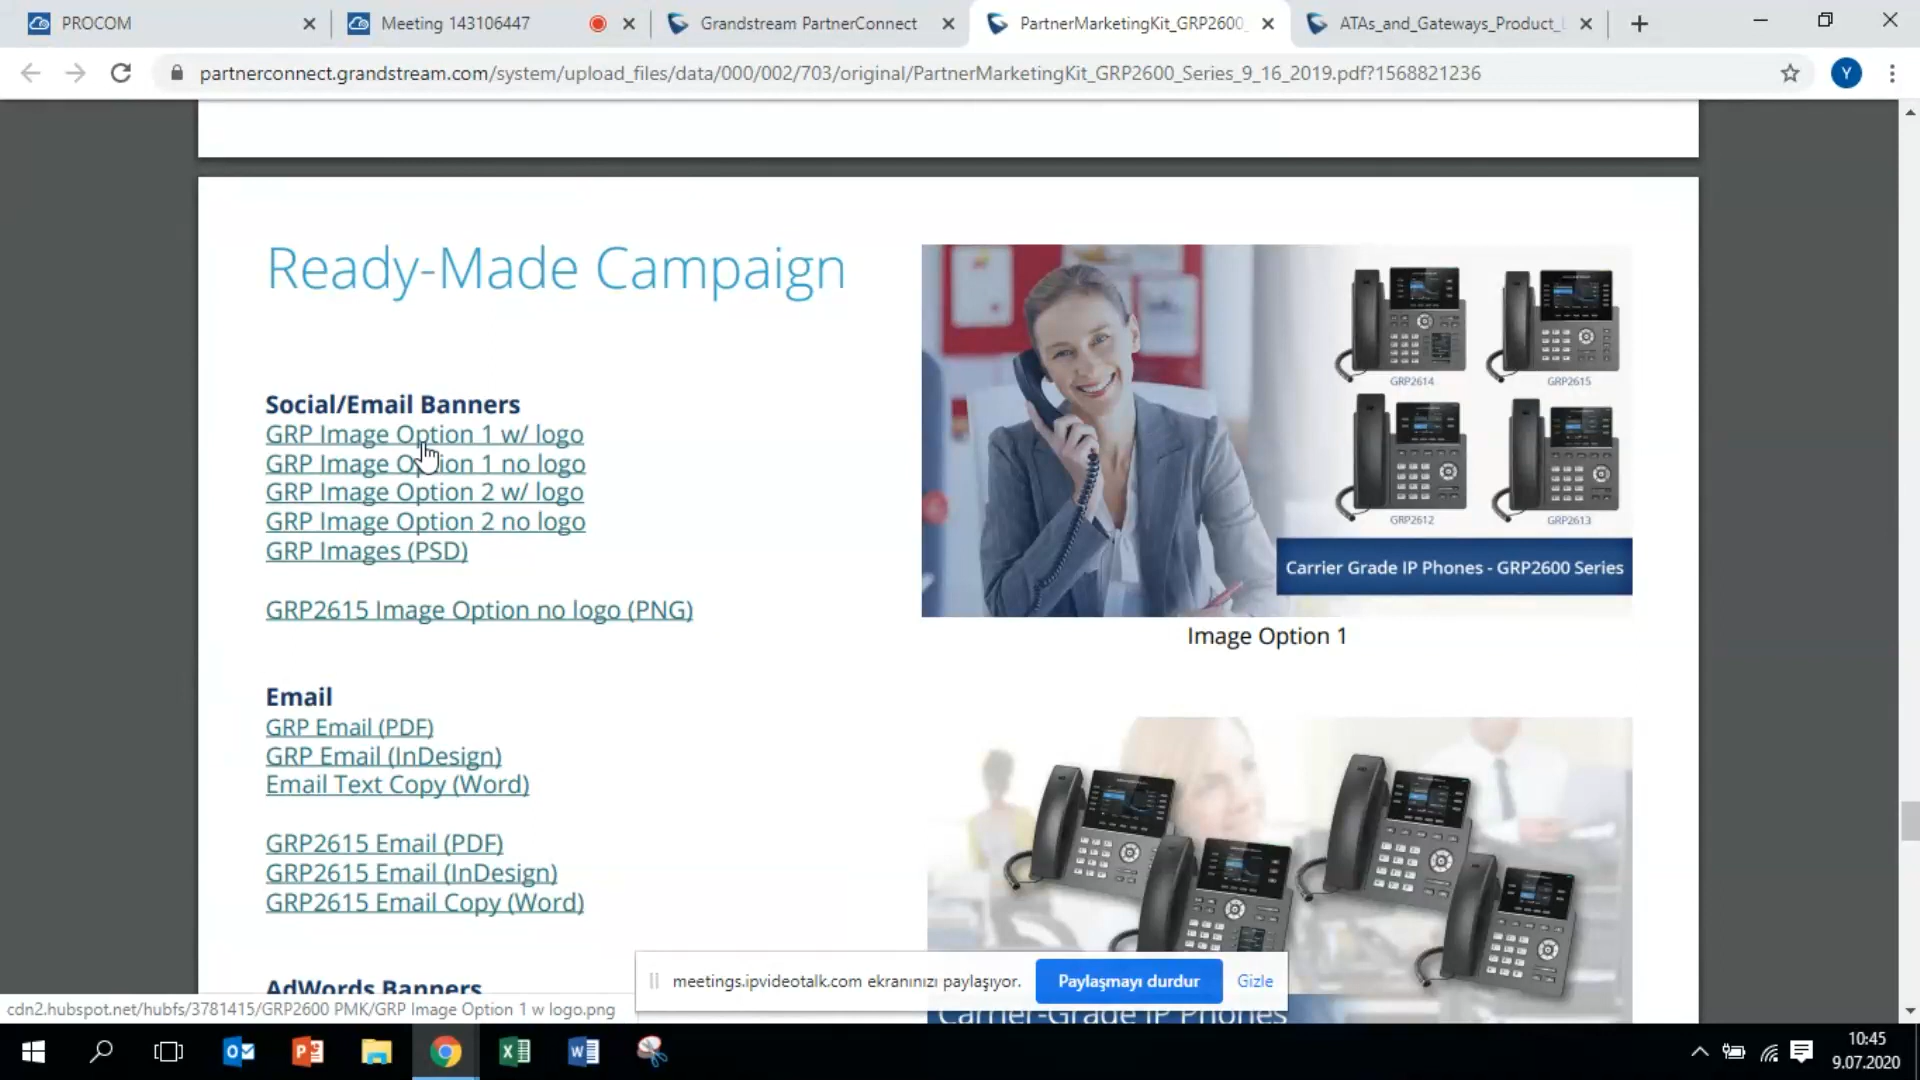 PROCOM
Meeting 143106447
Grandstream PartnerConnect
PartnerMarketingKit_GRP2600_
ATAs_and_Gateways_Product_
partnerconnect.grandstream.com/system/upload_files/data/000/002/703/original/PartnerMarketingKit_GRP2600_Series_9_16_2019.pdf?1568821236
Y
Ready-Made Campaign
Social/Email Banners
GRP Image Option 1 w/ logo
GRP Image Option 1 no logo
GRP Image Option 2 w/ logo
GRP Image Option 2 no logo
GRP Images (PSD)
GRP2615 Image Option no logo (PNG)
Email
GRP Email (PDF)
GRP Email (InDesign)
Email Text Copy (Word)
GRP2615 Email (PDF)
GRP2615 Email (InDesign)
GRP2615 Email Copy (Word)
AdWords Banners
GRP2614
GRP2615
GRP2612
GRP2613
Carrier Grade IP Phones - GRP2600 Series
Image Option 1
Carrier-Grade IP Phones
meetings.ipvideotalk.com ekranınızı paylaşıyor.
Paylaşmayı durdur
Gizle
cdn2.hubspot.net/hubfs/3781415/GRP2600 PMK/GRP Image Option 1 w logo.png
10:45
9.07.2020